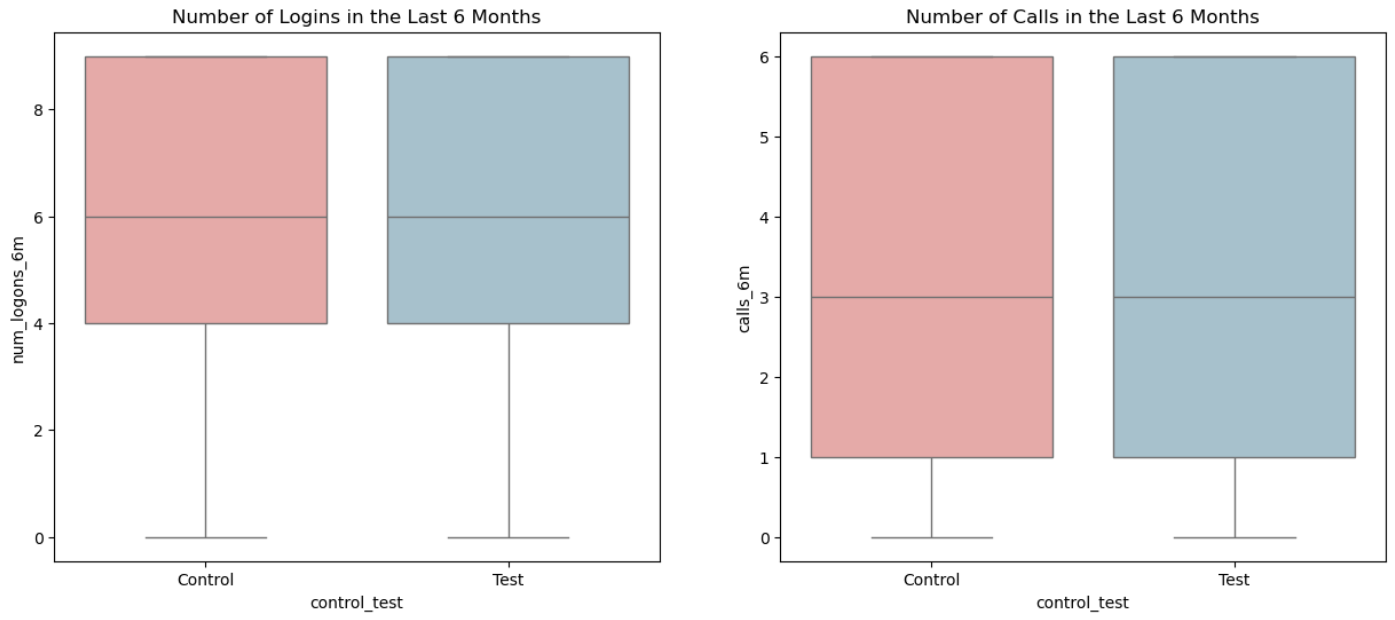 Number of Logins in the Last 6 Months
num_logons_6m
8
6
4
2
0
Control Test
control_test
Number of Calls in the Last 6 Months
calls_6m
6
5
4
3
2
1
0
Control Test
control_test